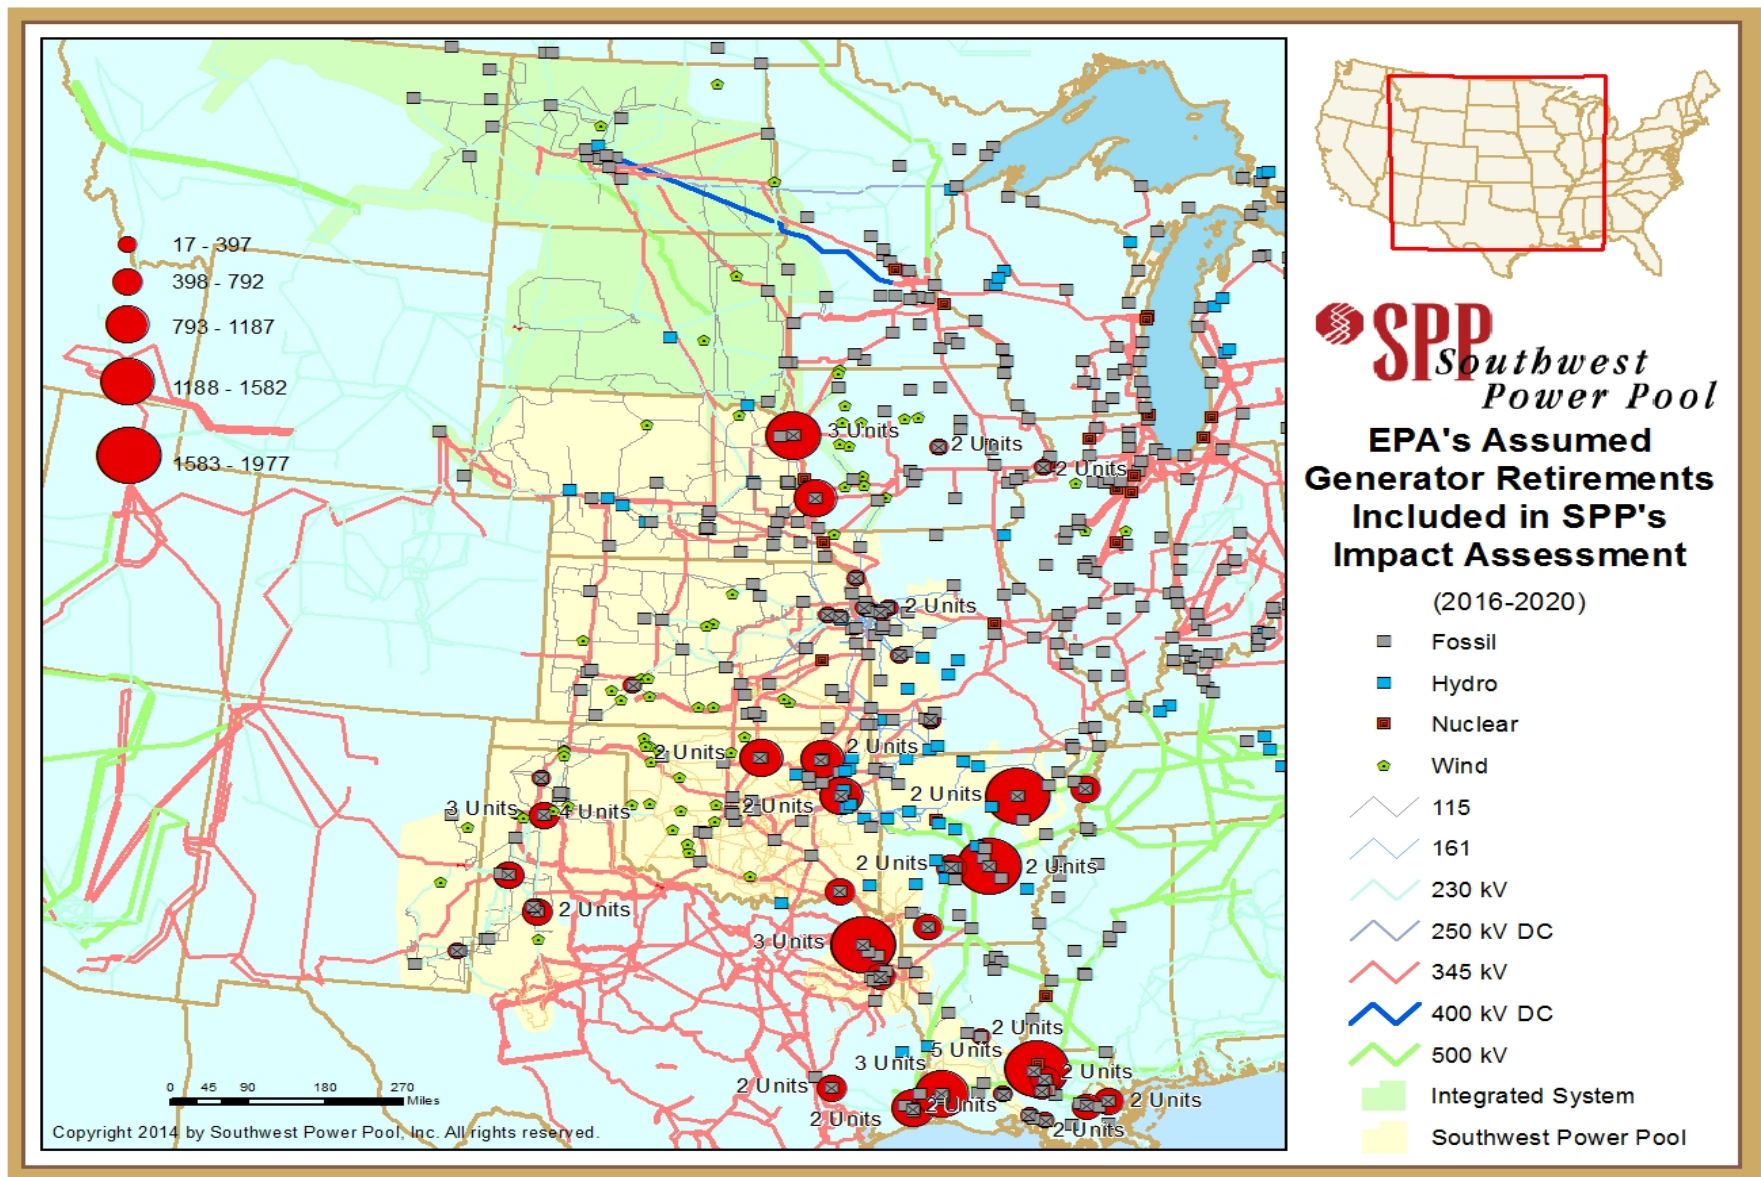 17 - 397
398 - 792
793 - 1187
1188 - 1582
1583 - 1977
3 Units
2 Units
2 Units
2 Units
2 Units
2 Units
2 Units
2 Units
3 Units
4 Units
2 Units
2 Units
2 Units
3 Units
2 Units
5 Units
3 Units
2 Units
2 Units
2 Units
2 Units
2 Units
2 Units
0 45 90 180 270
Miles
Copyright 2014 by Southwest Power Pool, Inc. All rights reserved.
SPP
Southwest
Power Pool
EPA's Assumed
Generator Retirements
Included in SPP's
Impact Assessment
(2016-2020)
Fossil
Hydro
Nuclear
Wind
115
161
230 kV
250 kV DC
345 kV
400 kV DC
500 kV
Integrated System
Southwest Power Pool